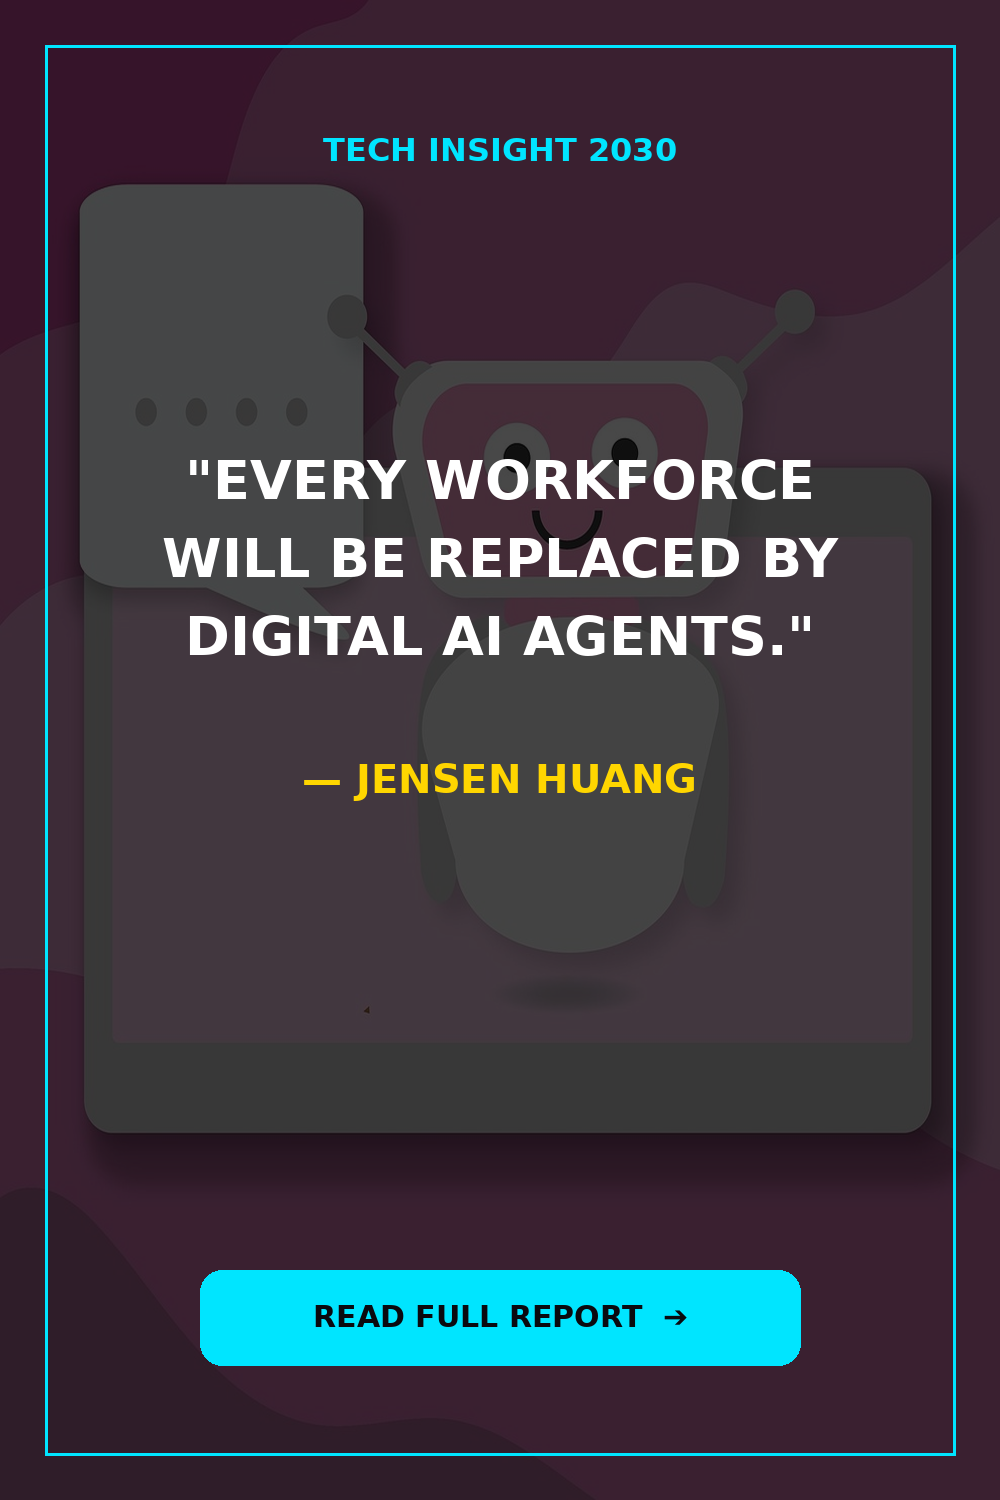 TECH INSIGHT 2030
"EVERY WORKFORCE
WILL BE REPLACED BY
DIGITAL AI AGENTS."
— JENSEN HUANG
READ FULL REPORT ➔